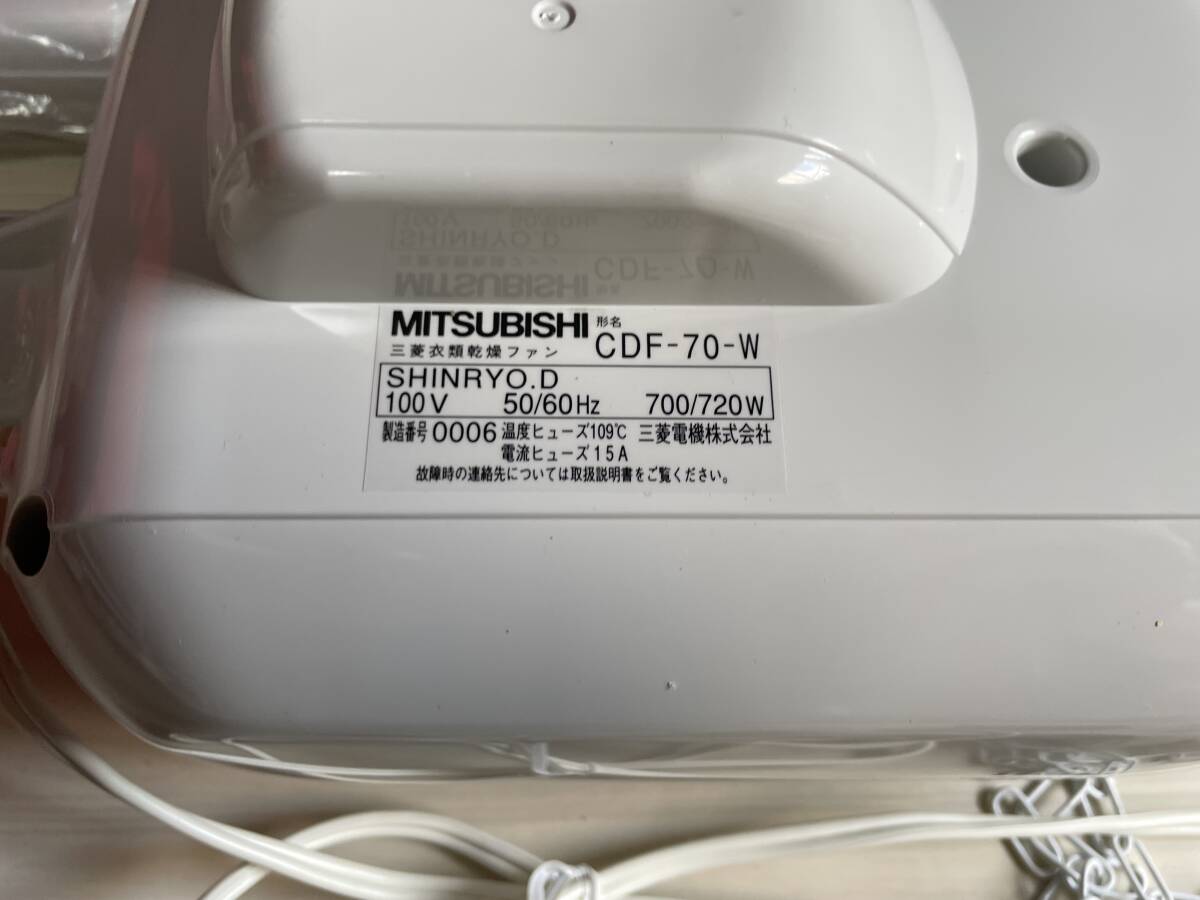 MITSUBISHI 形名 CDF-70-W
三菱衣類乾燥ファン
SHINRYO.D
100V 50/60Hz 700/720W
製造番号 0006 温度ヒューズ109℃ 三菱電機株式会社
電流ヒューズ15A
故障時の連絡先については取扱説明書をご覧ください。